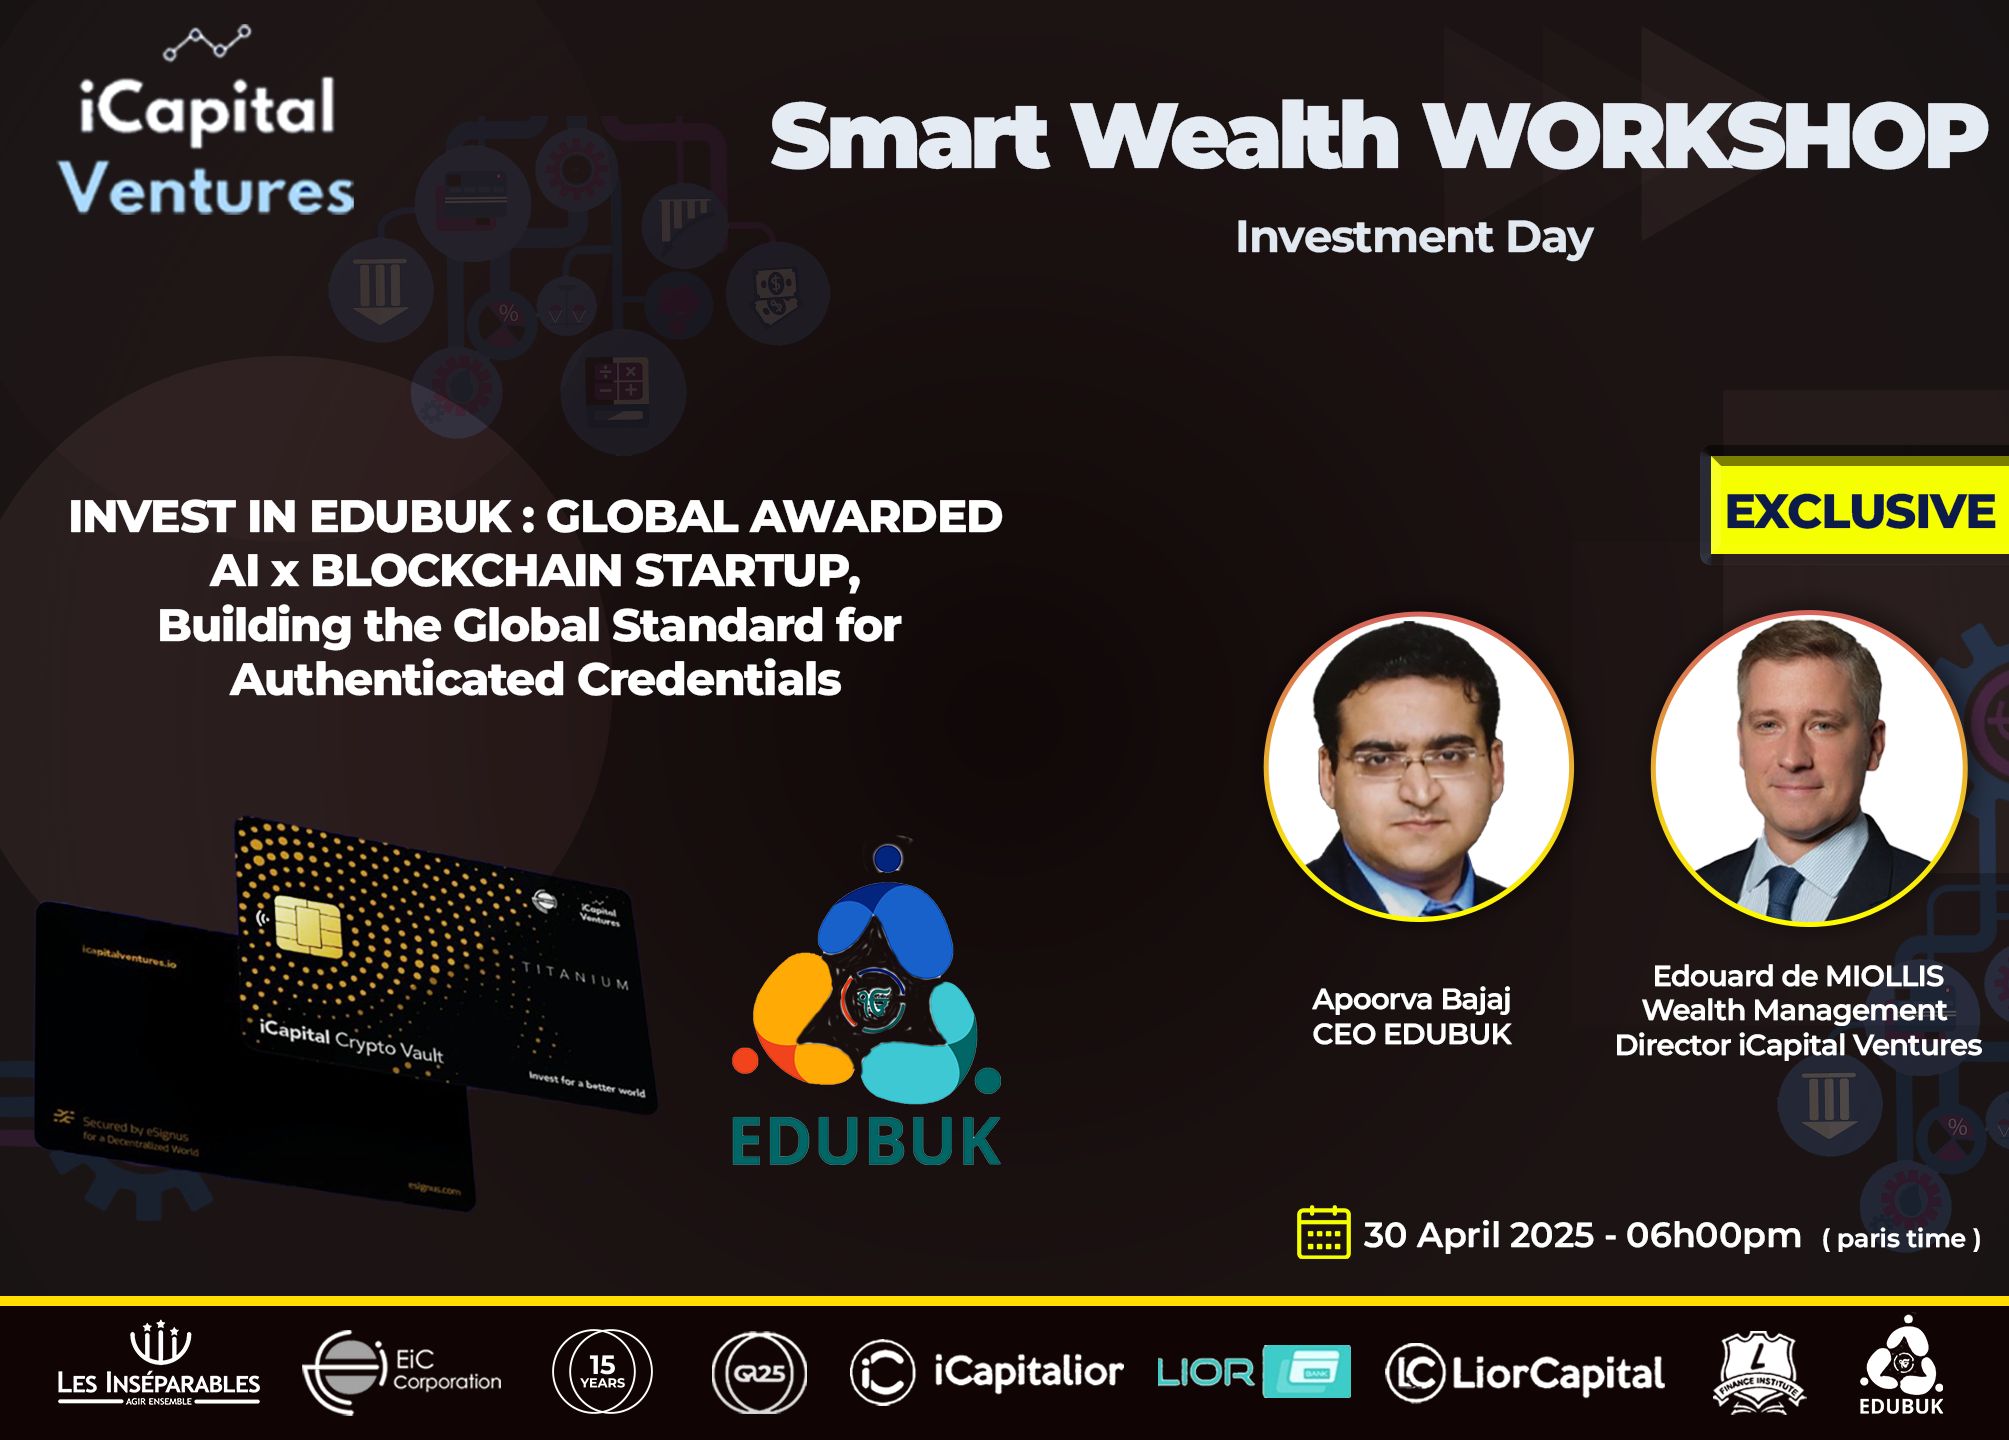 iCapital
Ventures
Smart Wealth WORKSHOP
Investment Day
EXCLUSIVE
INVEST IN EDUBUK : GLOBAL AWARDED
AI x BLOCKCHAIN STARTUP,
Building the Global Standard for
Authenticated Credentials
icapitalventures.io
Secured by eSignus
for a Decentralized World
esignus.com
iCapital
Ventures
TITANIUM
iCapital Crypto Vault
Invest for a better world
EDUBUK
Apoorva Bajaj
CEO EDUBUK
Edouard de MIOLLIS
Wealth Management
Director iCapital Ventures
30 April 2025 - 06h00pm ( paris time )
LES INSÉPARABLES
AGIR ENSEMBLE
EiC
Corporation
15
YEARS
GR25
iC iCapitalior
LIOR
BANK
LC LiorCapital
L
FINANCE INSTITUTE
EDUBUK
%
%